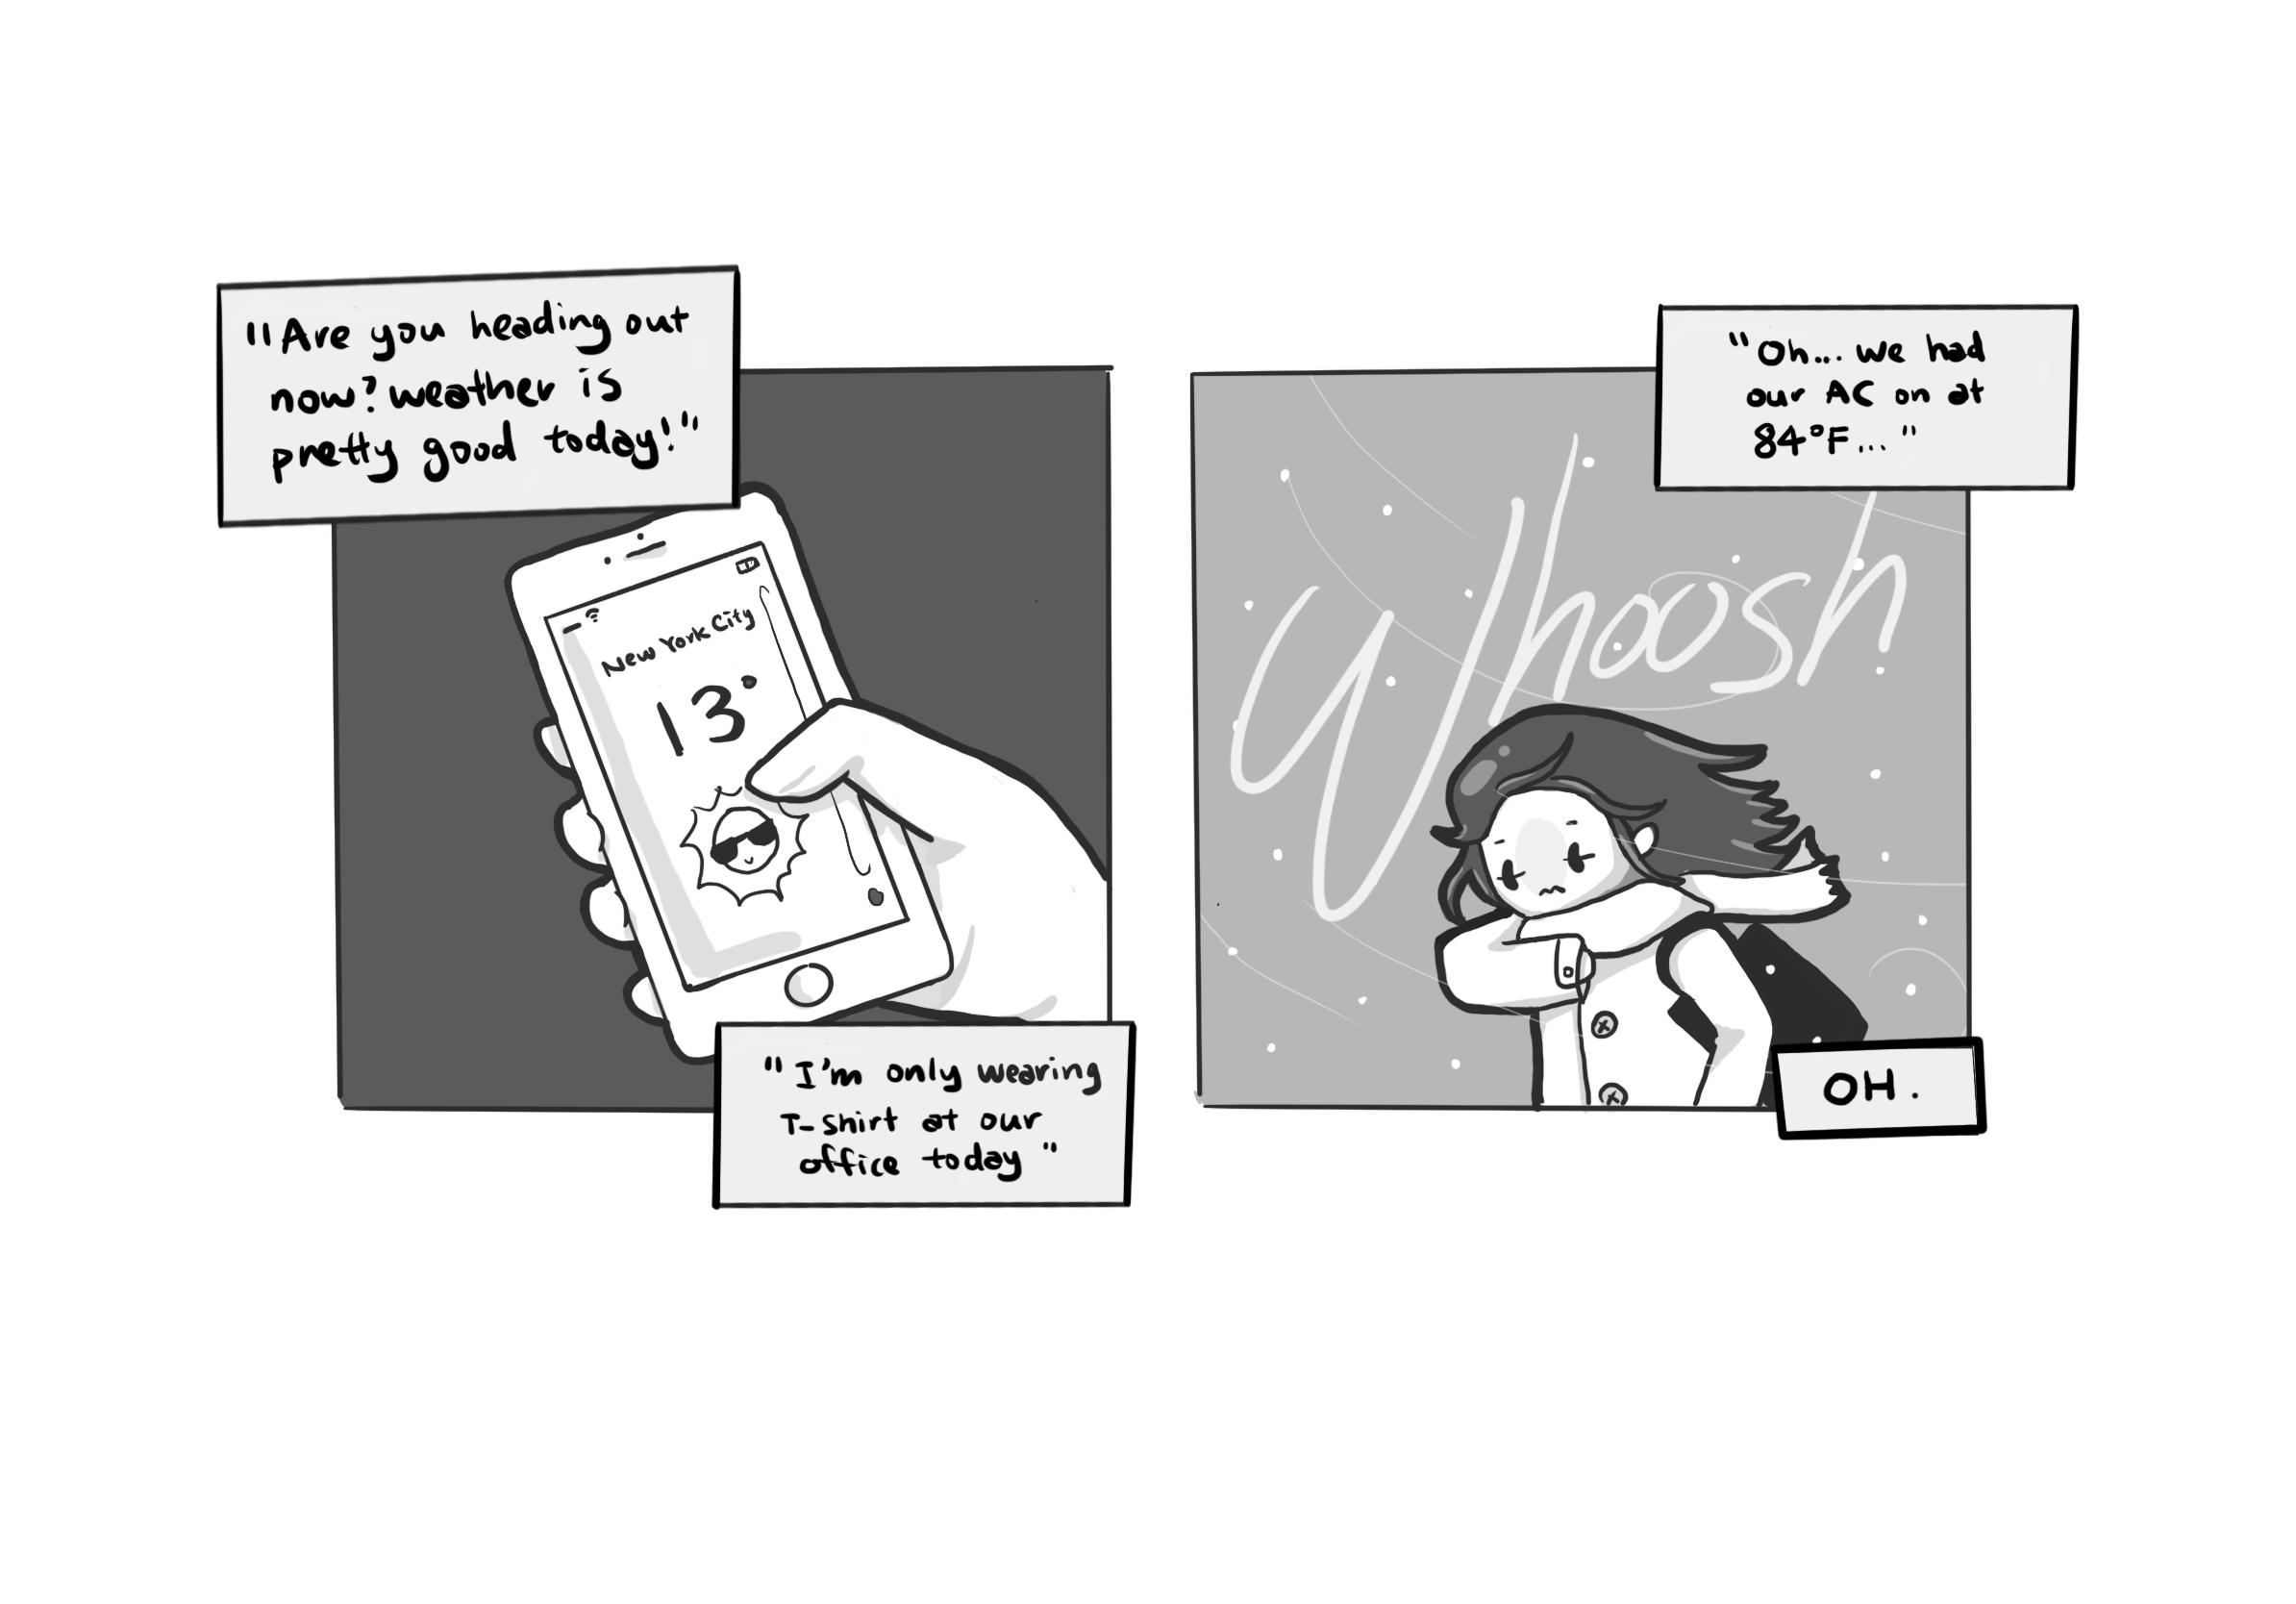 "Are you heading out
now? weather is
pretty good today!"
New York City
13°
"I'm only wearing
T-shirt at our
office today"
"Oh... we had
our AC on at
84°F..."
Whoosh
OH.